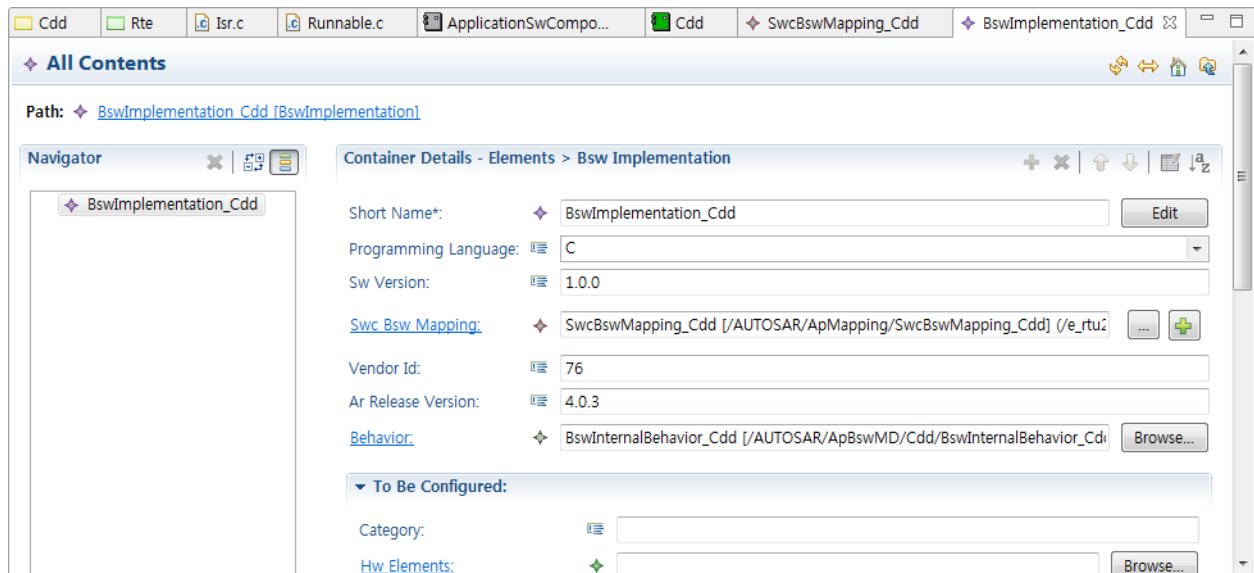 Cdd Rte Isr.c Runnable.c ApplicationSwCompo... Cdd SwcBswMapping_Cdd BswImplementation_Cdd
All Contents
Path: BswImplementation_Cdd [BswImplementation]
Navigator
BswImplementation_Cdd
Container Details - Elements > Bsw Implementation
Short Name*: BswImplementation_Cdd Edit
Programming Language: C
Sw Version: 1.0.0
Swc Bsw Mapping: SwcBswMapping_Cdd [/AUTOSAR/ApMapping/SwcBswMapping_Cdd] (/e_rtu2 ...
Vendor Id: 76
Ar Release Version: 4.0.3
Behavior: BswInternalBehavior_Cdd [/AUTOSAR/ApBswMD/Cdd/BswInternalBehavior_Cd Browse...
To Be Configured:
Category:
Hw Elements: Browse...